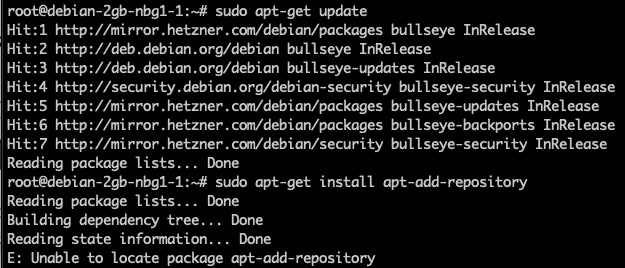 root@debian-2gb-nbg1-1:~# sudo apt-get update
Hit:1 http://mirror.hetzner.com/debian/packages bullseye InRelease
Hit:2 http://deb.debian.org/debian bullseye InRelease
Hit:3 http://deb.debian.org/debian bullseye-updates InRelease
Hit:4 http://security.debian.org/debian-security bullseye-security InRelease
Hit:5 http://mirror.hetzner.com/debian/packages bullseye-updates InRelease
Hit:6 http://mirror.hetzner.com/debian/packages bullseye-backports InRelease
Hit:7 http://mirror.hetzner.com/debian/security bullseye-security InRelease
Reading package lists... Done
root@debian-2gb-nbg1-1:~# sudo apt-get install apt-add-repository
Reading package lists... Done
Building dependency tree... Done
Reading state information... Done
E: Unable to locate package apt-add-repository